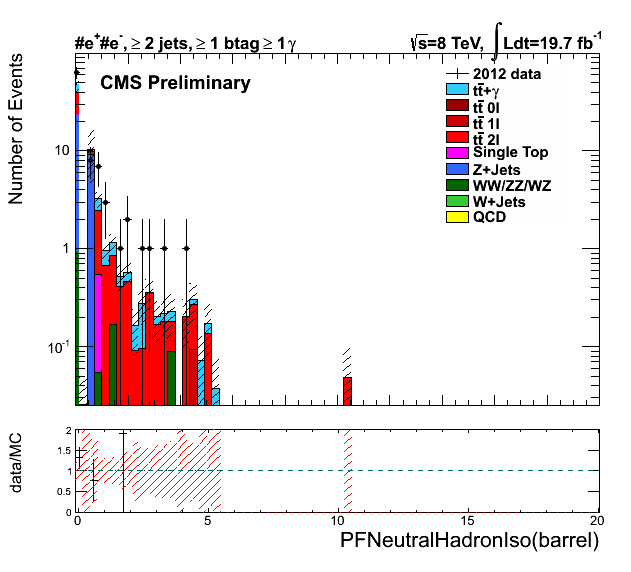 #e⁺#e⁻, ≥ 2 jets, ≥ 1 btag ≥ 1 γ
√s=8 TeV, ∫ Ldt=19.7 fb⁻¹
CMS Preliminary
Number of Events
2012 data
tt̄+γ
tt̄ 0l
tt̄ 1l
tt̄ 2l
Single Top
Z+Jets
WW/ZZ/WZ
W+Jets
QCD
10
1
10⁻¹
data/MC
2
1.5
1
0.5
0
0 5 10 15 20
PFNeutralHadronIso(barrel)